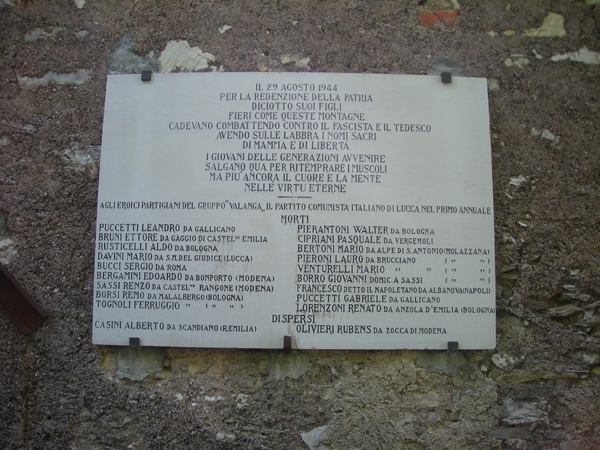 IL 29 AGOSTO 1944
PER LA REDENZIONE DELLA PATRIA
DICIOTTO SUOI FIGLI
FIERI COME QUESTE MONTAGNE
CADEVANO COMBATTENDO CONTRO IL FASCISTA E IL TEDESCO
AVENDO SULLE LABBRA I NOMI SACRI
DI MAMMA E DI LIBERTÀ
I GIOVANI DELLE GENERAZIONI AVVENIRE
SALGANO QUA PER RITEMPRARE I MUSCOLI
MA PIÙ ANCORA IL CUORE E LA MENTE
NELLE VIRTÙ ETERNE
AGLI EROICI PARTIGIANI DEL GRUPPO "VALANGA" IL PARTITO COMUNISTA ITALIANO DI LUCCA NEL PRIMO ANNUALE
MORTI
PUCCETTI LEANDRO DA GALLICANO
BRUNI ETTORE DA GAGGIO DI CASTEL" EMILIA
RUSTICELLI ALDO DA BOLOGNA
DAVINI MARIO DA S.M. DEL GIUDICE (LUCCA)
BUCCI SERGIO DA ROMA
BERGAMINI EDOARDO DA BONPORTO (MODENA)
SASSI RENZO DA CASTEL" RANGONE (MODENA)
BORSI REMO DA MALALBERGO (BOLOGNA)
TOGNOLI FERRUGGIO " ( " " )
PIERANTONI WALTER DA BOLOGNA
CIPRIANI PASQUALE DA VERGEMOLI
BERTONI MARIO DA ALPE DI S. ANTONIO (MOLAZZANA)
PIERONI LAURO DA BRUCCIANO ( " " )
VENTURELLI MARIO " " ( " " )
BORRO GIOVANNI DOMIC. A SASSI ( " " )
FRANCESCO DETTO IL NAPOLETANO DA ALBANOVA (NAPOLI)
PUCCETTI GABRIELE DA GALLICANO
LORENZONI RENATO DA ANZOLA D'EMILIA (BOLOGNA)
DISPERSI
CASINI ALBERTO DA SCANDIANO (R. EMILIA)
OLIVIERI RUBENS DA ZOCCA DI MODENA